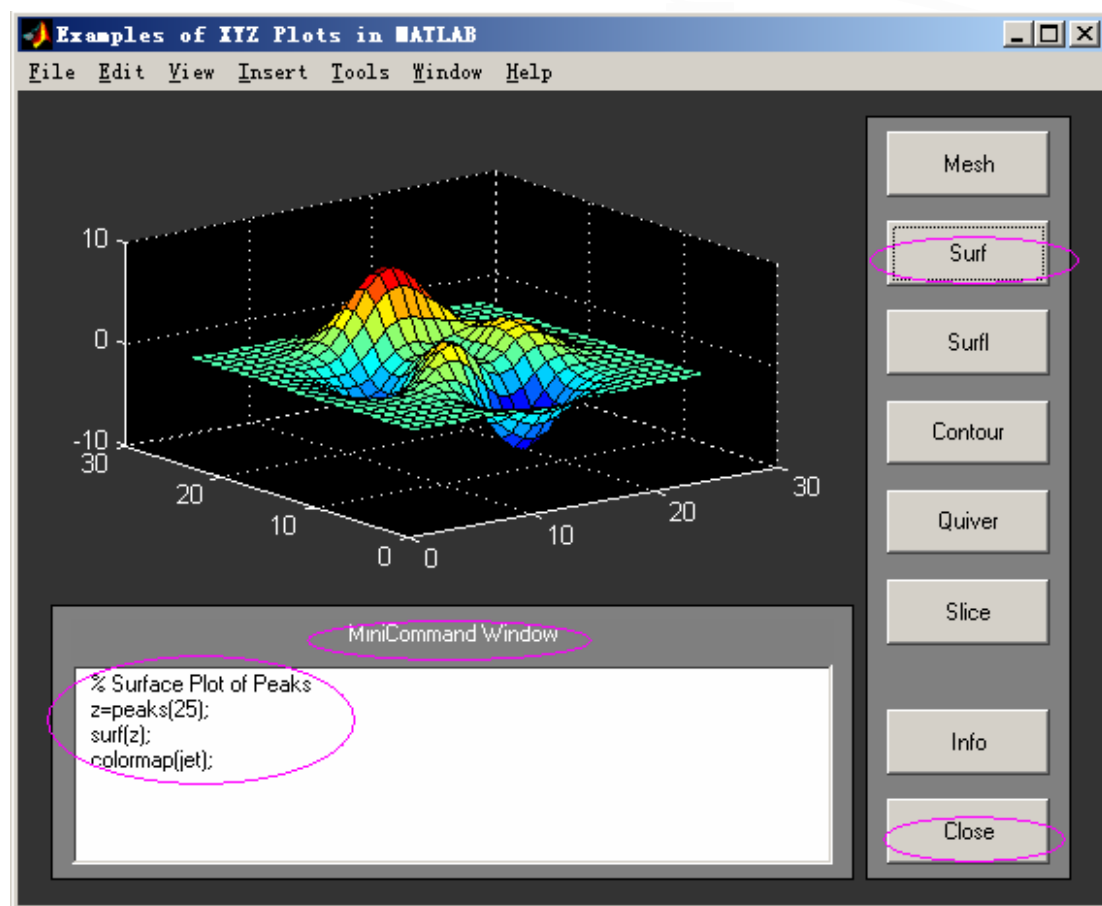 Examples of XYZ Plots in MATLAB
File Edit View Insert Tools Window Help
10
0
-10
30
20
10
0
0
10
20
30
Mesh
Surf
Surfl
Contour
Quiver
Slice
Info
Close
MiniCommand Window
% Surface Plot of Peaks
z=peaks(25);
surf(z);
colormap(jet);